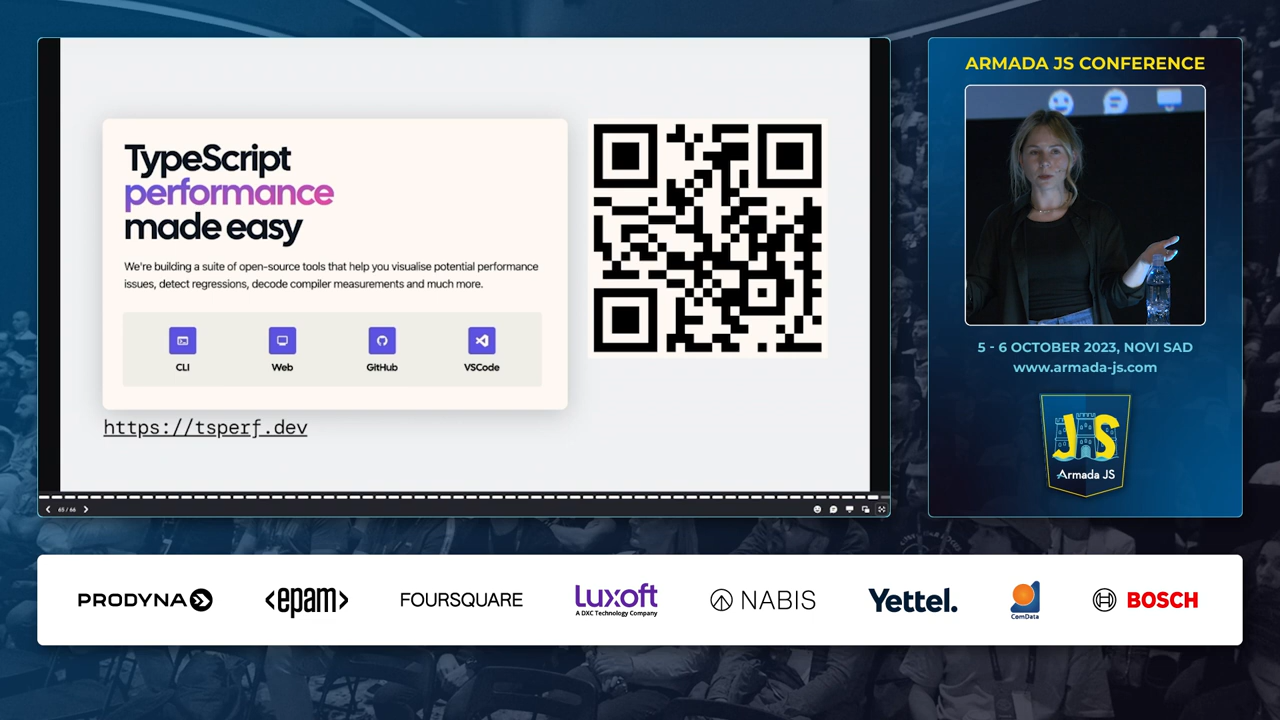 TypeScript
performance
made easy
We're building a suite of open-source tools that help you visualise potential performance
issues, detect regressions, decode compiler measurements and much more.
CLI
Web
GitHub
VSCode
https://tsperf.dev
65 / 66
ARMADA JS CONFERENCE
5 - 6 OCTOBER 2023, NOVI SAD
www.armada-js.com
JS
Armada JS
PRODYNA
<epam>
FOURSQUARE
Luxoft
A DXC Technology Company
NABIS
Yettel.
ComData
BOSCH